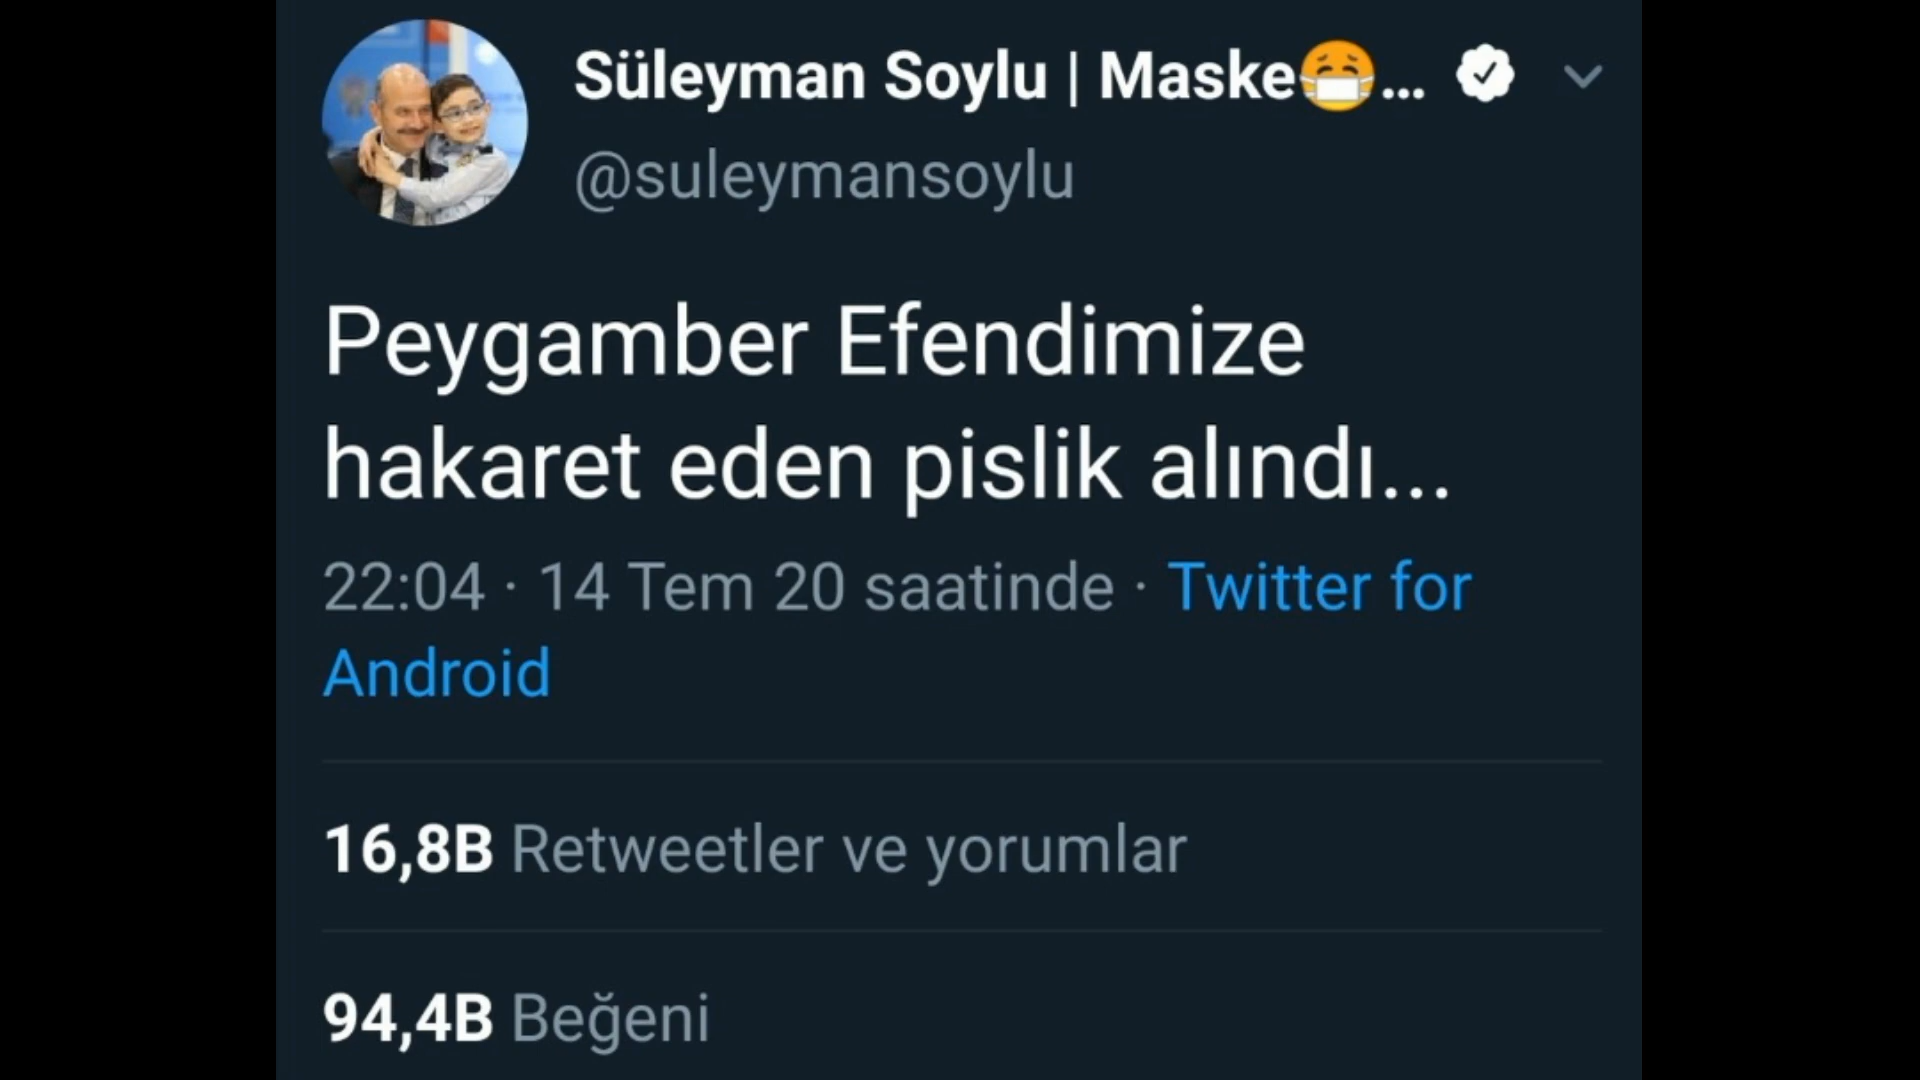 Süleyman Soylu | Maske😷...
@suleymansoylu
Peygamber Efendimize
hakaret eden pislik alındı...
22:04 · 14 Tem 20 saatinde · Twitter for
Android
16,8B Retweetler ve yorumlar
94,4B Beğeni